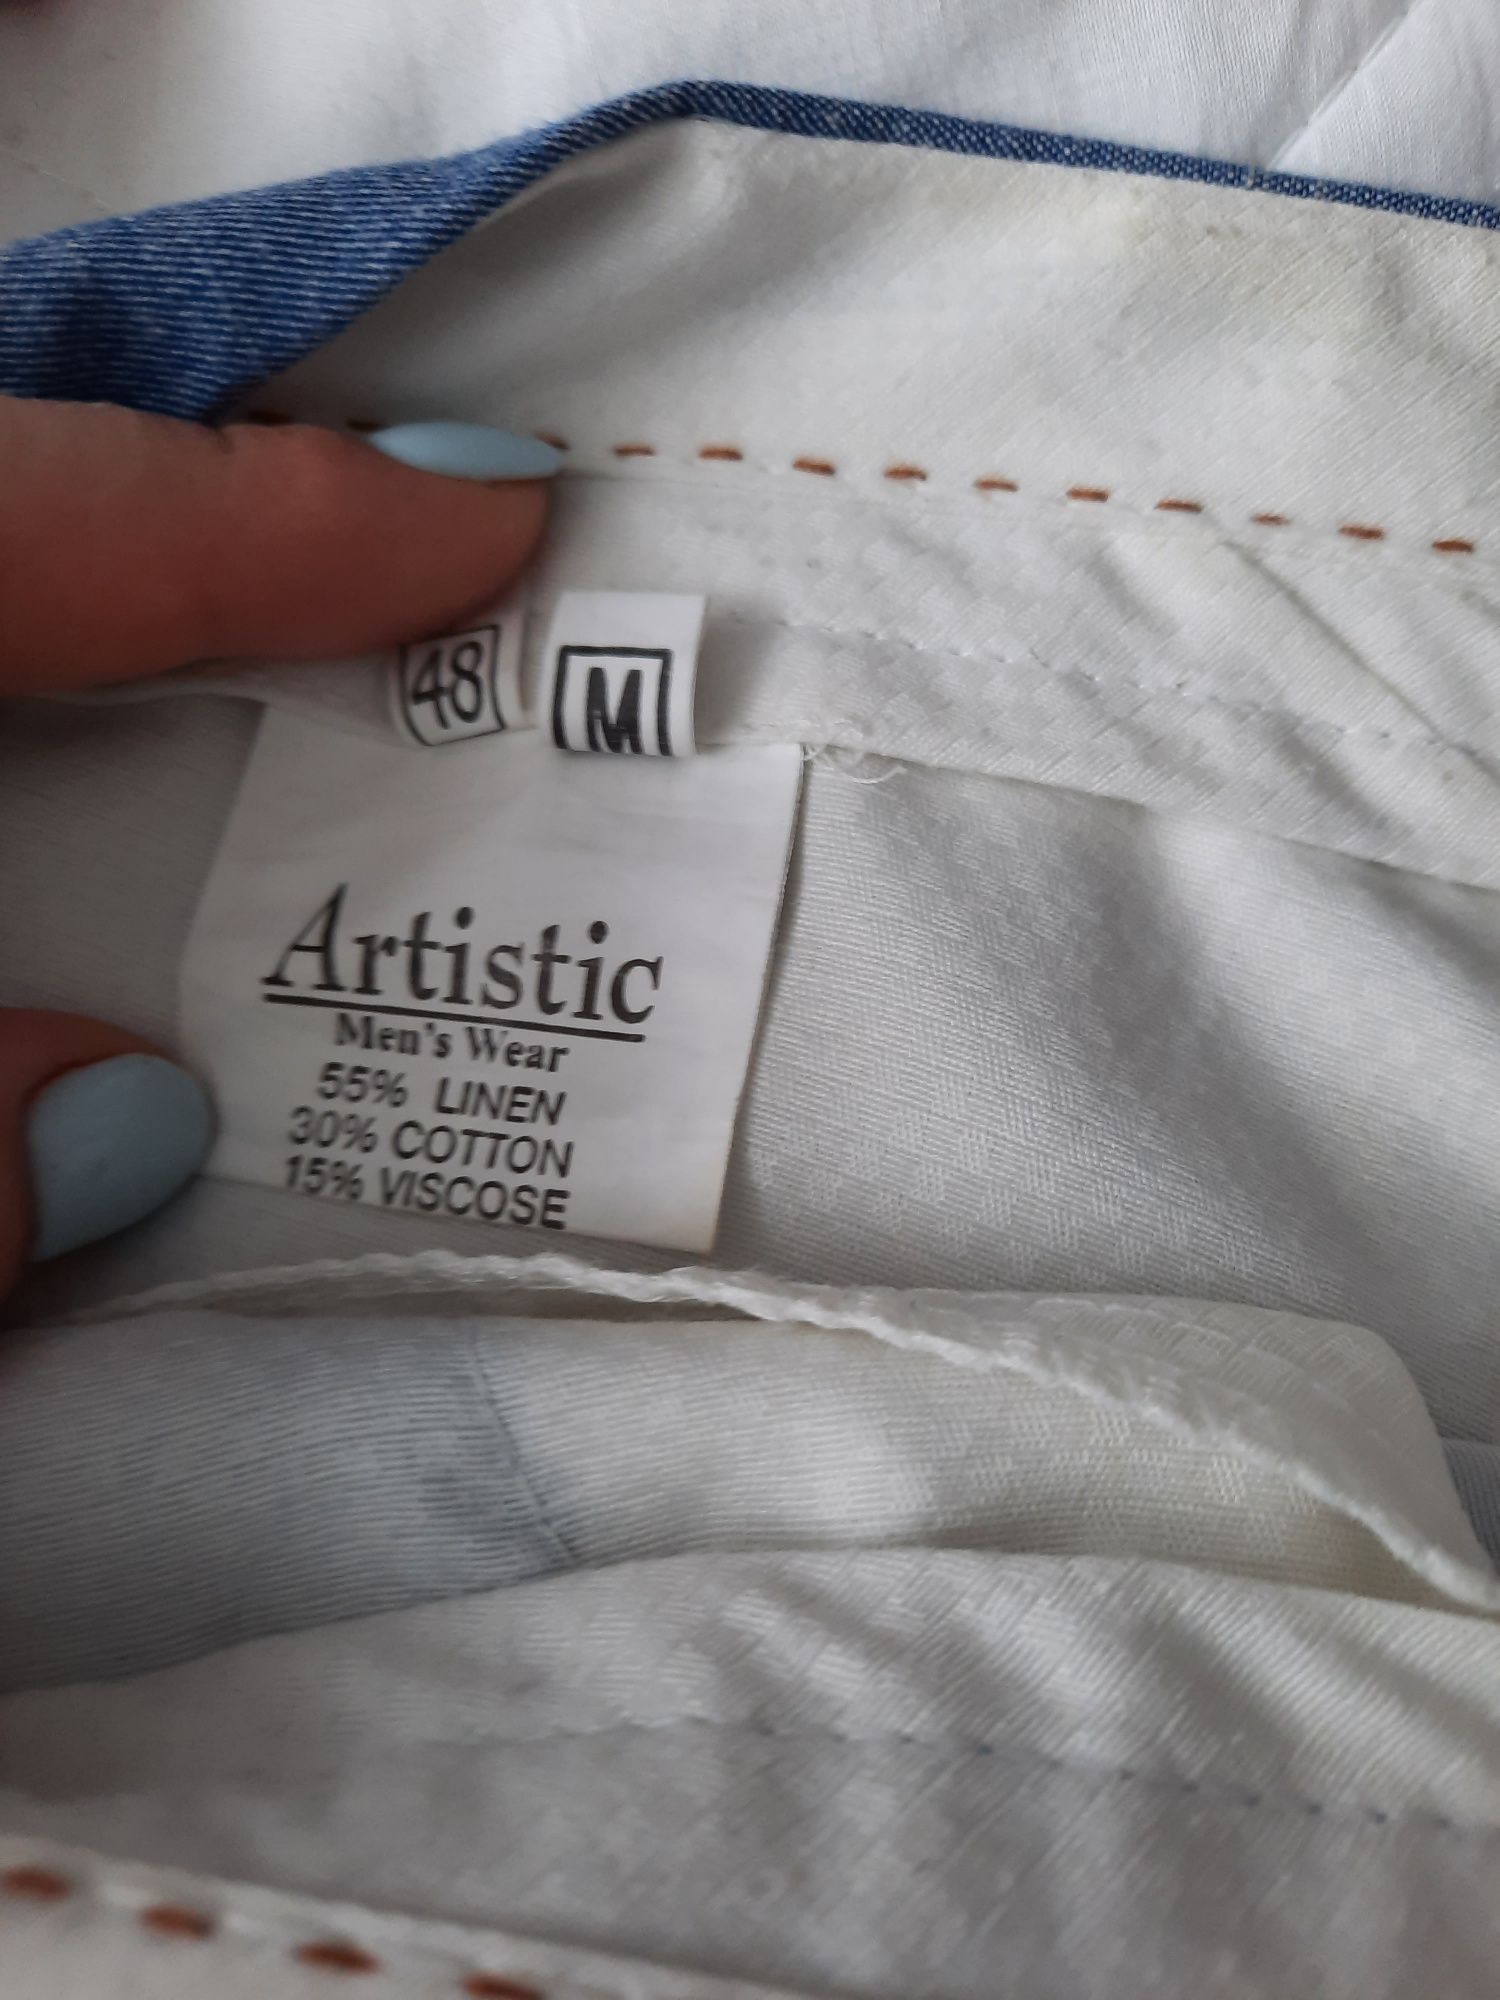 48 M
Artistic
Men's Wear
55% LINEN
30% COTTON
15% VISCOSE